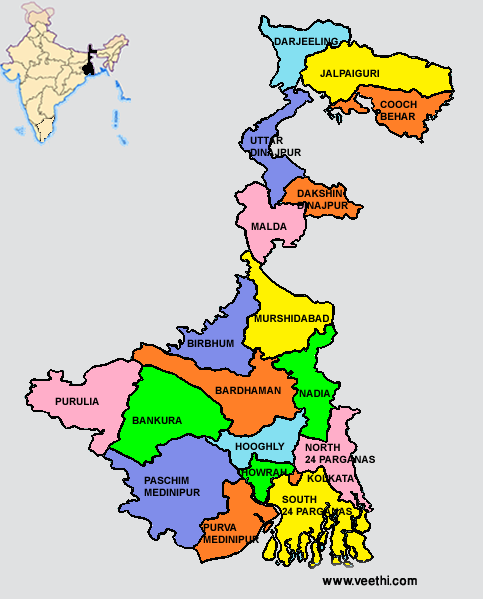 DARJEELING
JALPAIGURI
COOCH
BEHAR
UTTAR
DINAJPUR
DAKSHIN
DINAJPUR
MALDA
MURSHIDABAD
BIRBHUM
BARDHAMAN
NADIA
PURULIA
BANKURA
HOOGHLY
NORTH
24 PARGANAS
HOWRAH
KOLKATA
PASCHIM
MEDINIPUR
SOUTH
24 PARGANAS
PURVA
MEDINIPUR
www.veethi.com